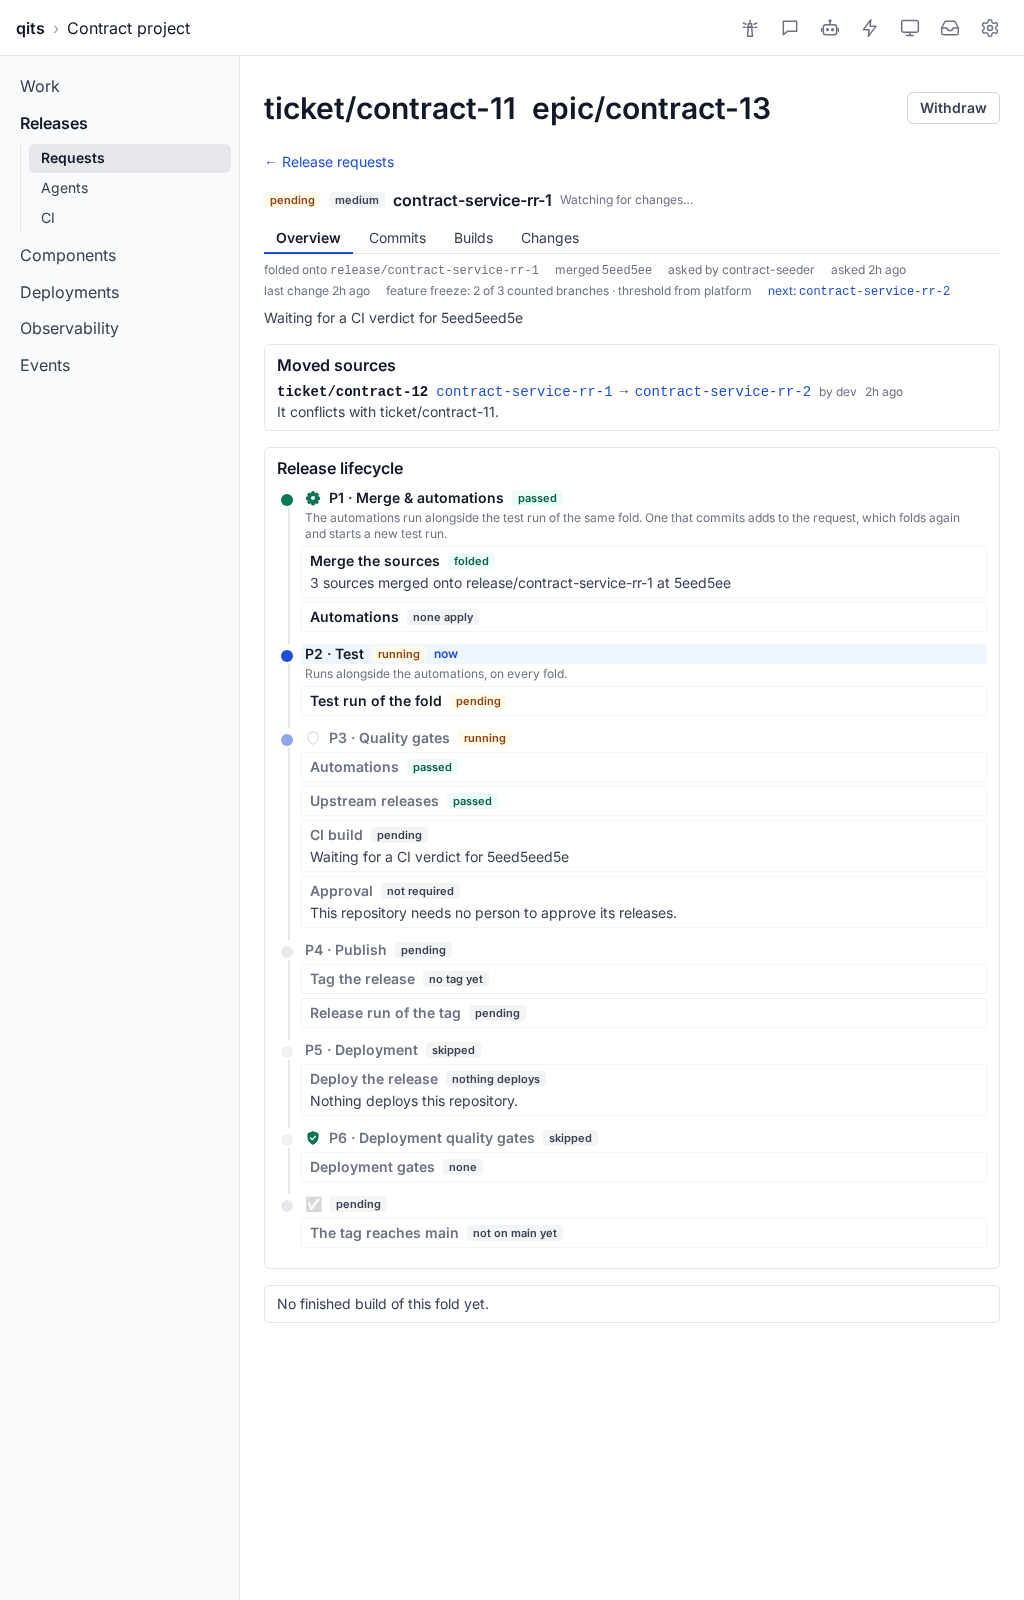 qits › Contract project
Work
Releases
Requests
Agents
CI
Components
Deployments
Observability
Events
ticket/contract-11 epic/contract-13
Withdraw
← Release requests
pending medium contract-service-rr-1 Watching for changes…
Overview Commits Builds Changes
folded onto release/contract-service-rr-1 merged 5eed5ee asked by contract-seeder asked 2h ago
last change 2h ago feature freeze: 2 of 3 counted branches · threshold from platform next: contract-service-rr-2
Waiting for a CI verdict for 5eed5eed5e
Moved sources
ticket/contract-12 contract-service-rr-1 → contract-service-rr-2 by dev 2h ago
It conflicts with ticket/contract-11.
Release lifecycle
P1 · Merge & automations passed
The automations run alongside the test run of the same fold. One that commits adds to the request, which folds again
and starts a new test run.
Merge the sources folded
3 sources merged onto release/contract-service-rr-1 at 5eed5ee
Automations none apply
P2 · Test running now
Runs alongside the automations, on every fold.
Test run of the fold pending
P3 · Quality gates running
Automations passed
Upstream releases passed
CI build pending
Waiting for a CI verdict for 5eed5eed5e
Approval not required
This repository needs no person to approve its releases.
P4 · Publish pending
Tag the release no tag yet
Release run of the tag pending
P5 · Deployment skipped
Deploy the release nothing deploys
Nothing deploys this repository.
P6 · Deployment quality gates skipped
Deployment gates none
pending
The tag reaches main not on main yet
No finished build of this fold yet.